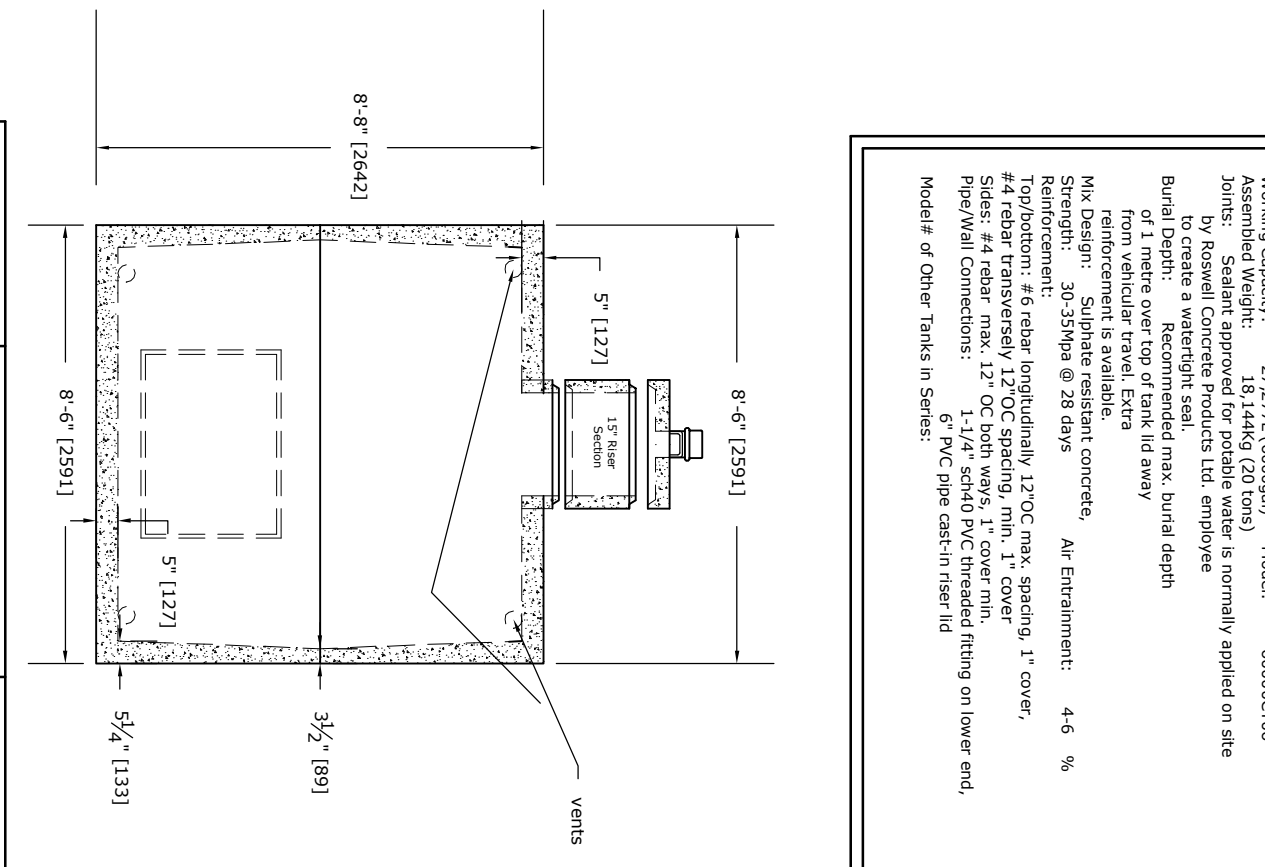 Assembled Weight: 18,144Kg (20 tons)
Joints: Sealant approved for potable water is normally applied on site
by Roswell Concrete Products Ltd. employee
to create a watertight seal.
Burial Depth: Recommended max. burial depth
of 1 metre over top of tank lid away
from vehicular travel. Extra
reinforcement is available.
Mix Design: Sulphate resistant concrete,
Strength: 30-35Mpa @ 28 days Air Entrainment: 4-6 %
Reinforcement:
Top/bottom: #6 rebar longitudinally 12"OC max. spacing, 1" cover,
#4 rebar transversely 12"OC spacing, min. 1" cover
Sides: #4 rebar max. 12" OC both ways, 1" cover min.
Pipe/Wall Connections: 1-1/4" sch40 PVC threaded fitting on lower end,
6" PVC pipe cast-in riser lid
Model# of Other Tanks in Series:
8'-6" [2591]
15" Riser
Section
5" [127]
vents
8'-8" [2642]
3½" [89]
5" [127]
5¼" [133]
8'-6" [2591]